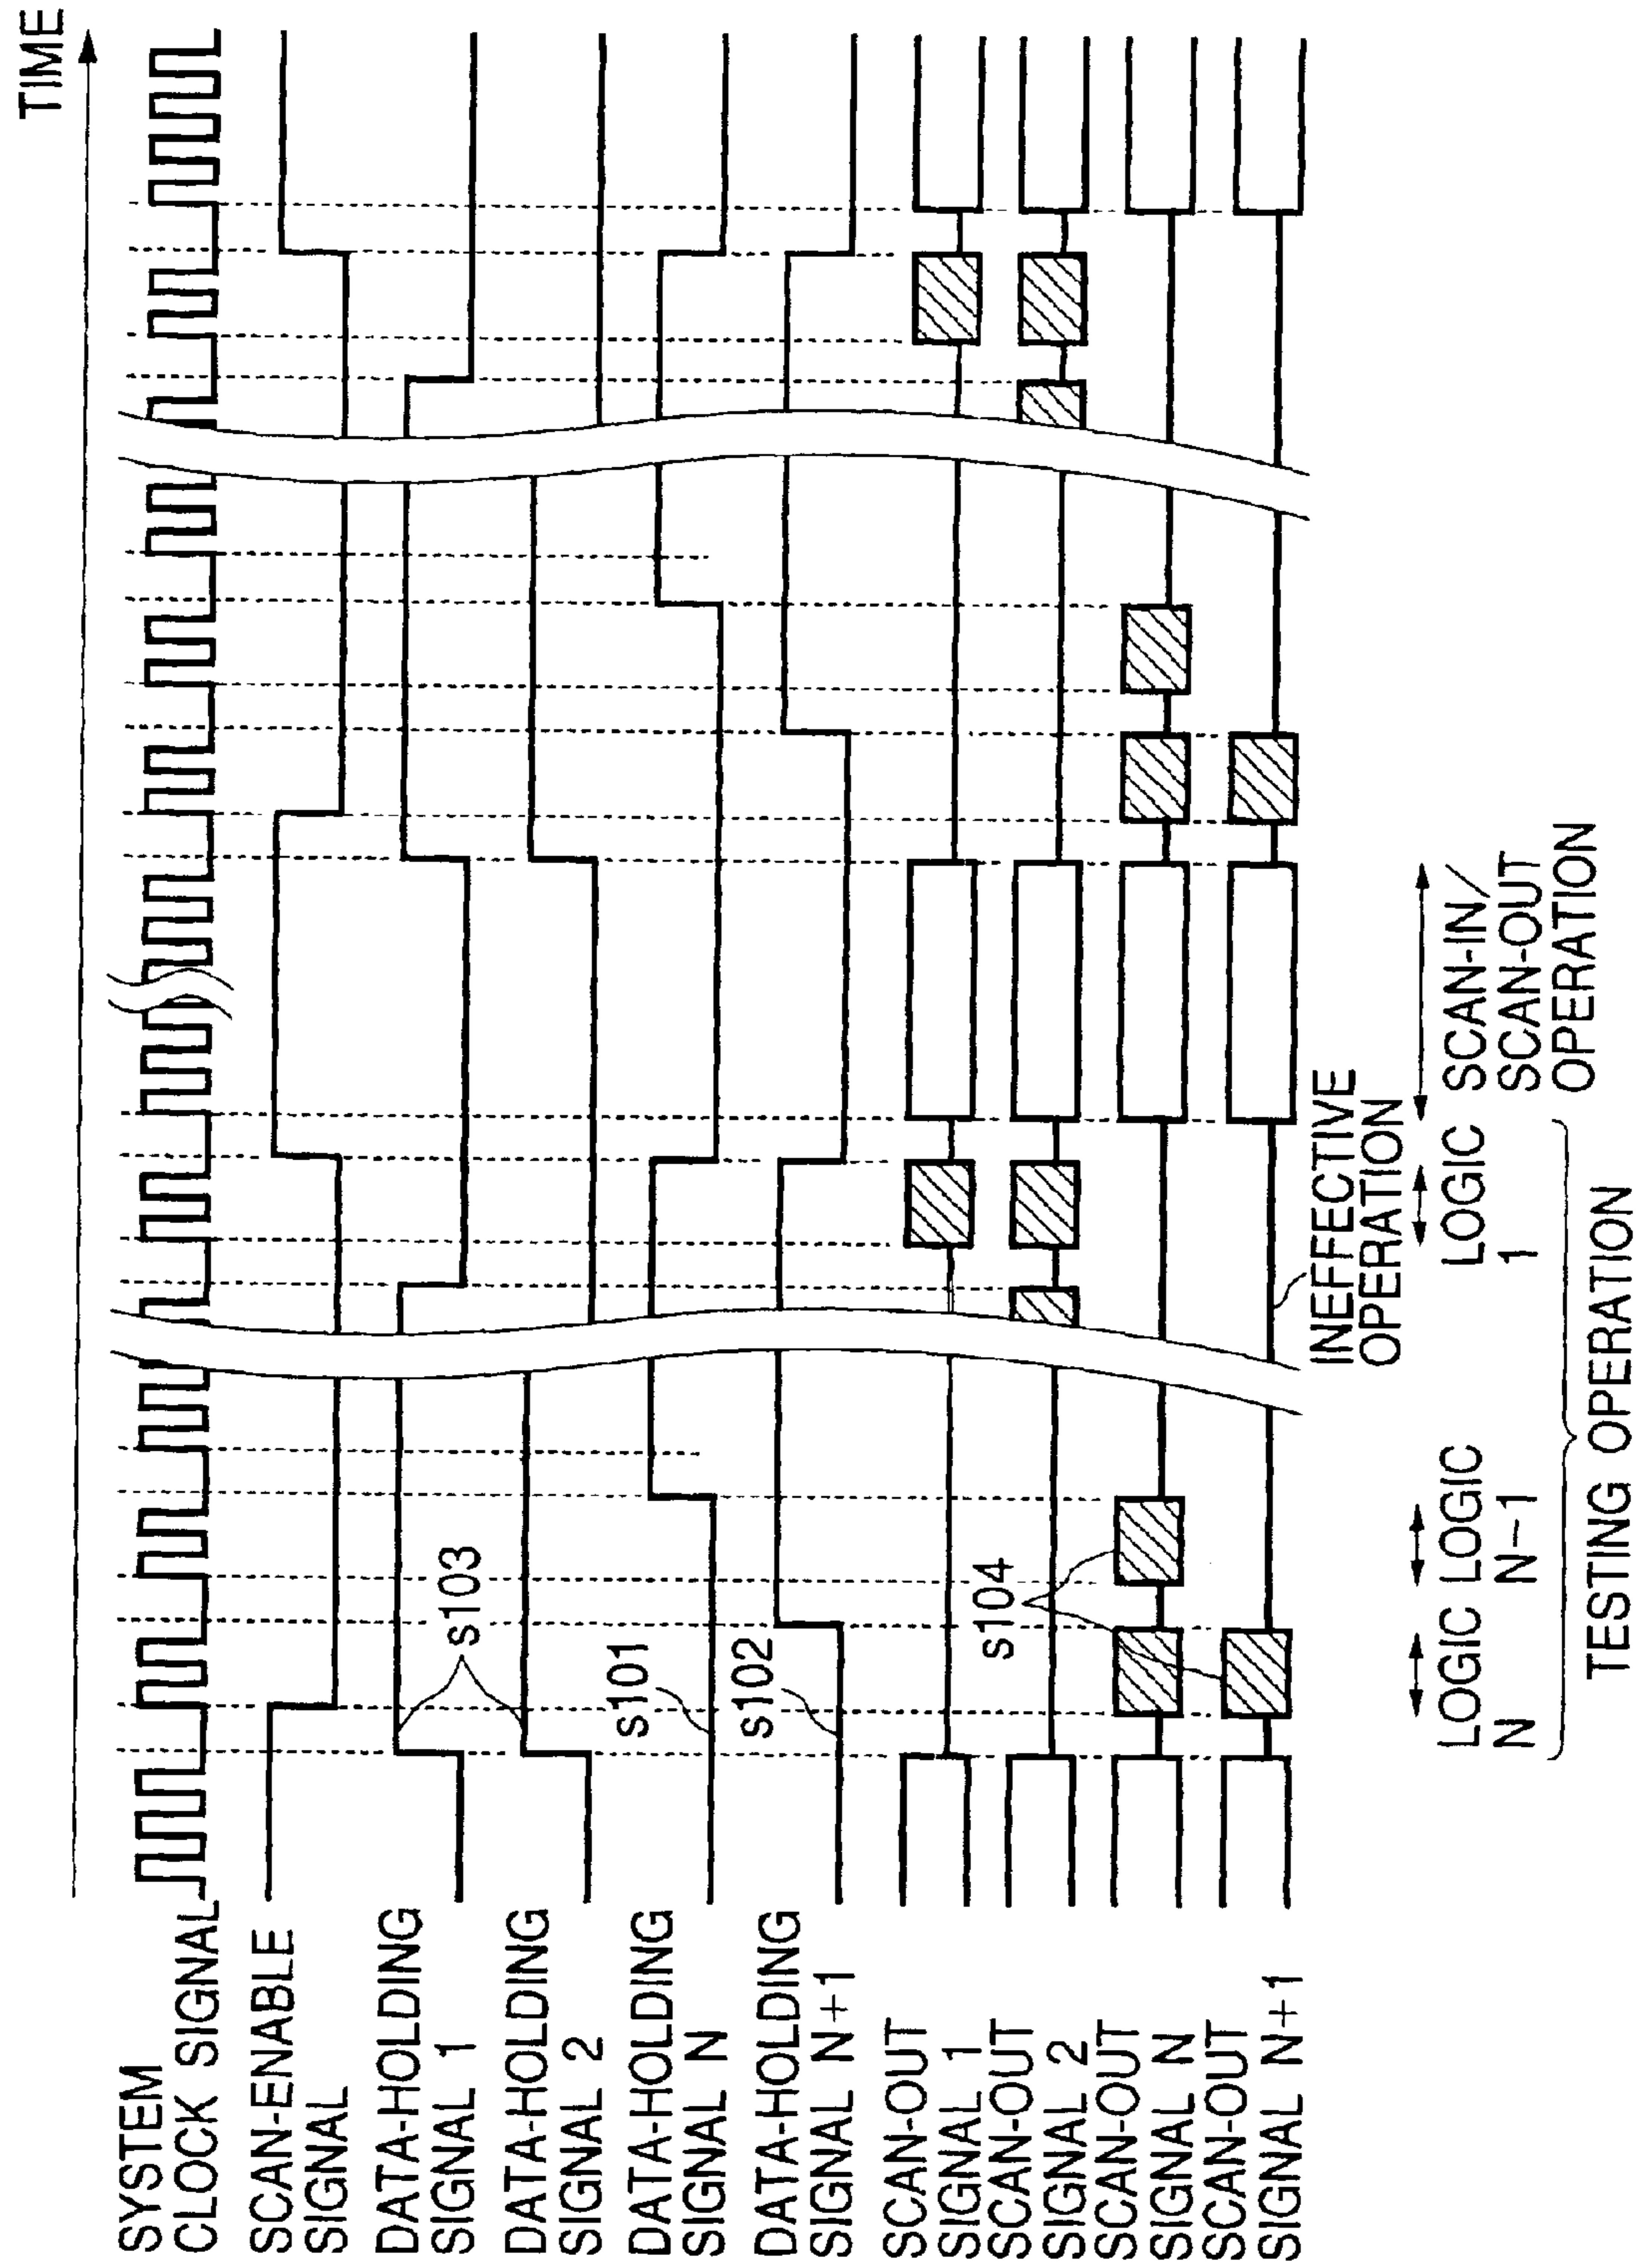 TIME
SYSTEM
CLOCK SIGNAL
SCAN-ENABLE
SIGNAL
DATA-HOLDING
SIGNAL 1
DATA-HOLDING
SIGNAL 2
DATA-HOLDING
SIGNAL N
DATA-HOLDING
SIGNAL N+1
SCAN-OUT
SIGNAL 1
SCAN-OUT
SIGNAL 2
SCAN-OUT
SIGNAL N
SCAN-OUT
SIGNAL N+1
s103
s101
s102
s104
INEFFECTIVE
OPERATION
LOGIC
N
LOGIC
N-1
LOGIC
1
SCAN-IN/
SCAN-OUT
OPERATION
TESTING OPERATION